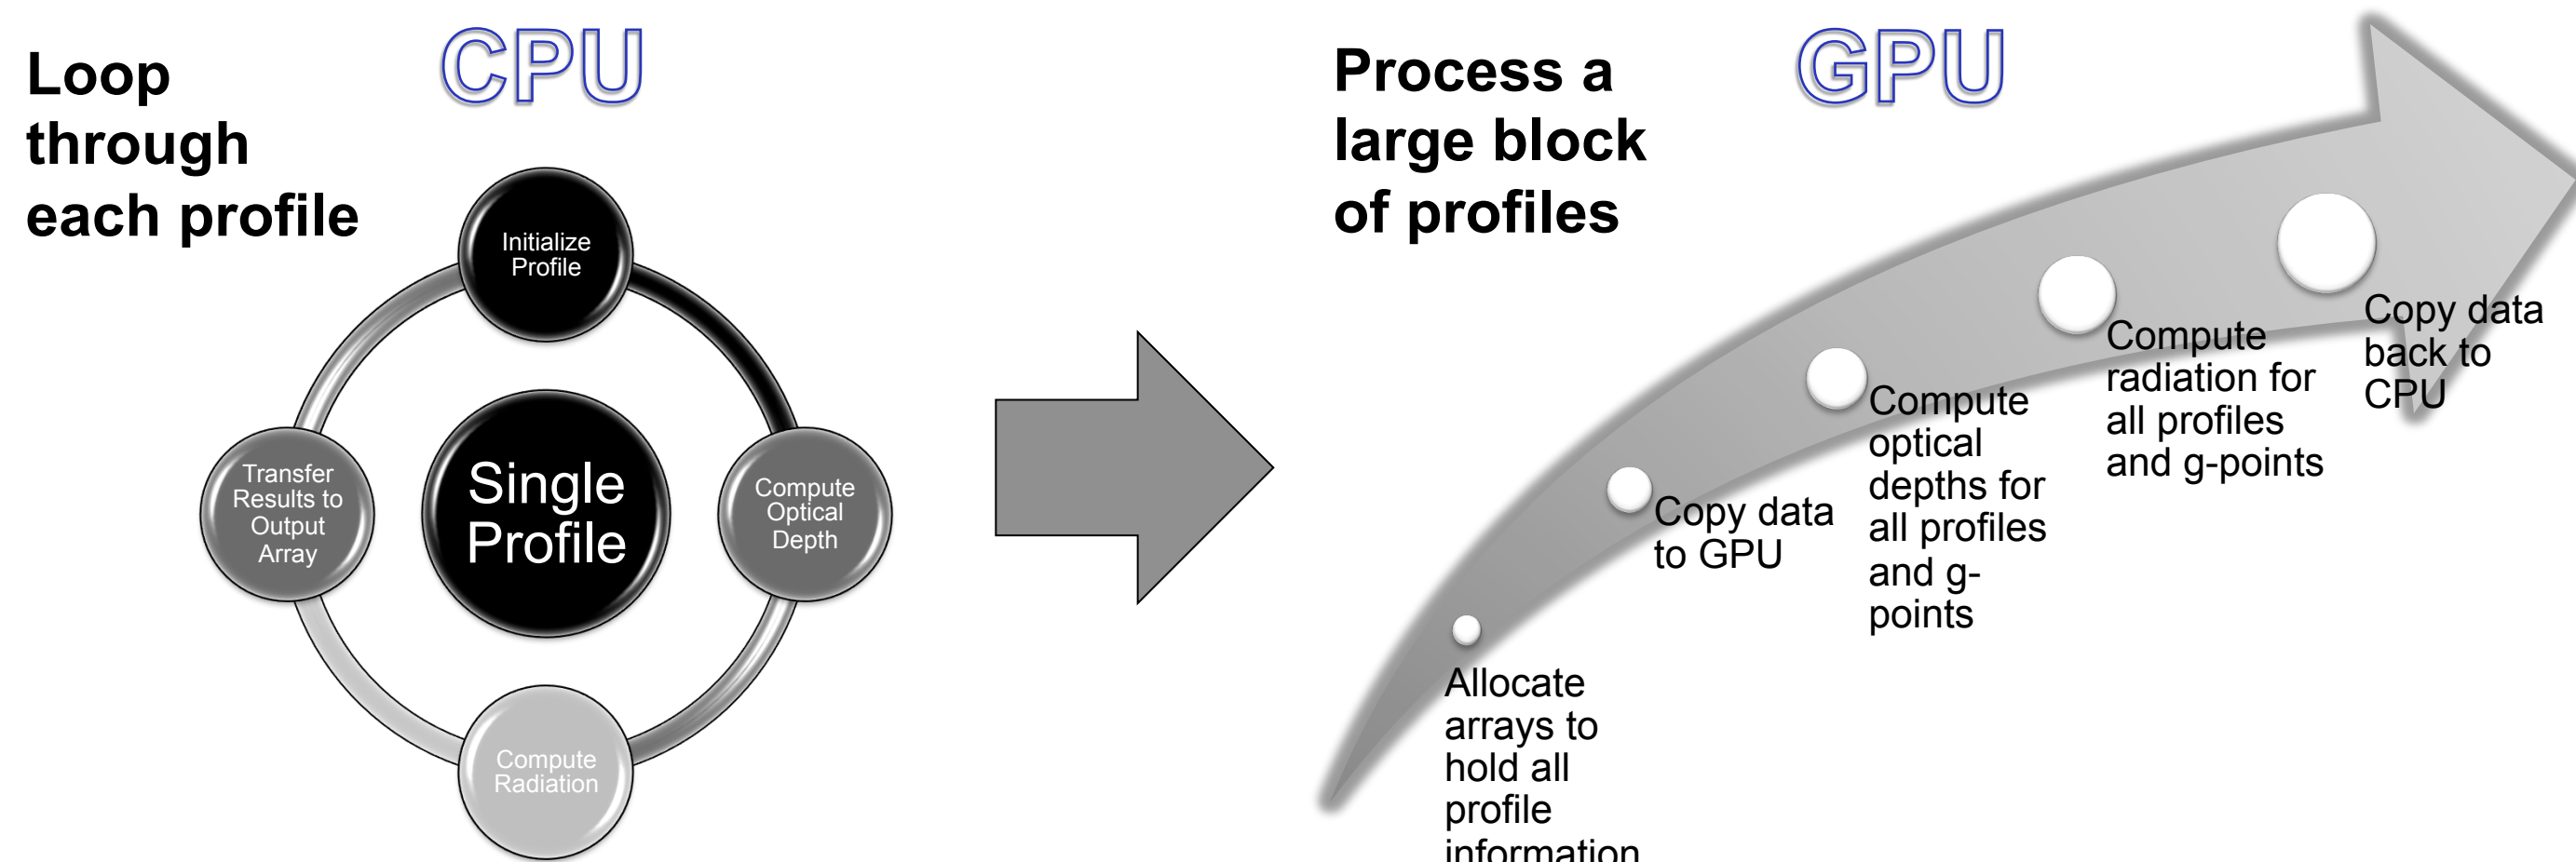 CPU
Loop
through
each profile
Initialize
Profile
Single
Profile
Compute
Optical
Depth
Compute
Radiation
Transfer
Results to
Output
Array
GPU
Process a
large block
of profiles
Allocate
arrays to
hold all
profile
information
Copy data
to GPU
Compute
optical
depths for
all profiles
and g-
points
Compute
radiation for
all profiles
and g-points
Copy data
back to
CPU